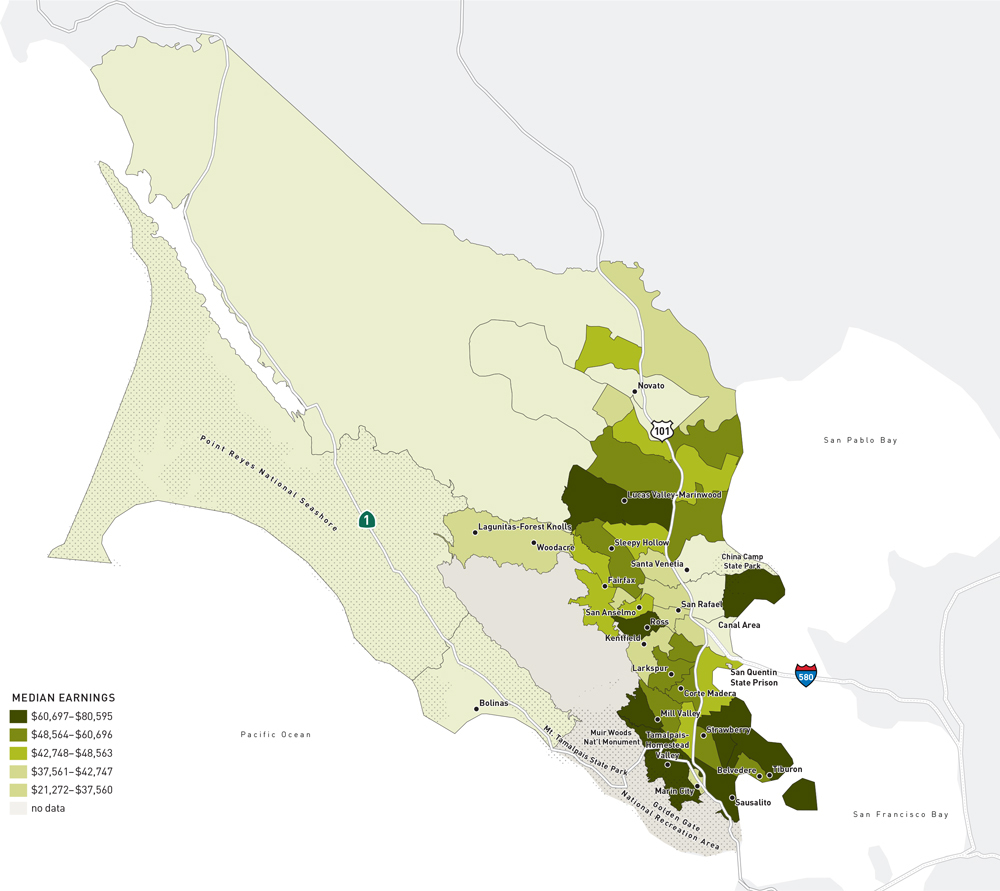 Novato
101
San Pablo Bay
Point Reyes National Seashore
Lucas Valley-Marinwood
1
Lagunitas-Forest Knolls
Woodacre
Sleepy Hollow
China Camp
State Park
Santa Venetia
Fairfax
San Anselmo
San Rafael
Ross
Canal Area
Kentfield
Larkspur
San Quentin
State Prison
580
Corte Madera
MEDIAN EARNINGS
$60,697–$80,595
$48,564–$60,696
$42,748–$48,563
$37,561–$42,747
$21,272–$37,560
no data
Bolinas
Pacific Ocean
Mill Valley
Muir Woods
Nat'l Monument
Tamalpais-
Homestead
Valley
Strawberry
Mt. Tamalpais State Park
Belvedere
Tiburon
Marin City
Sausalito
Golden Gate
National Recreation Area
San Francisco Bay